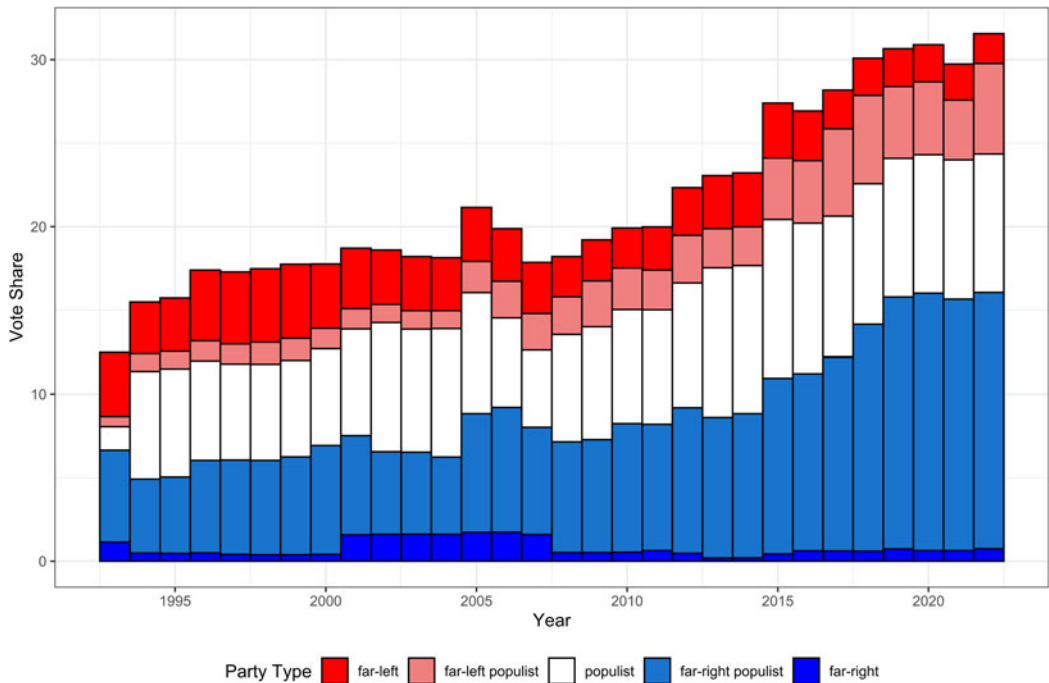 Vote Share
30
20
10
0
1995 2000 2005 2010 2015 2020
Year
Party Type far-left far-left populist populist far-right populist far-right